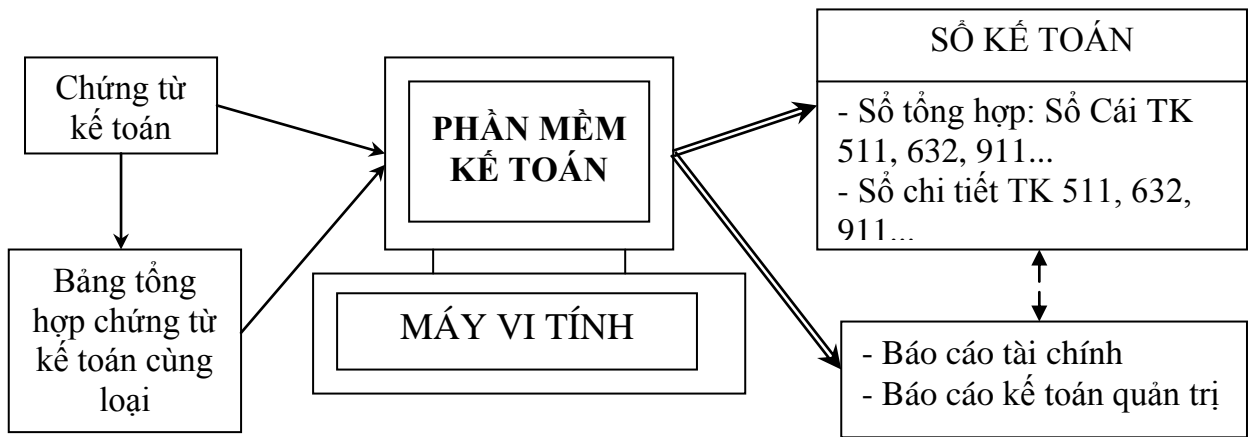 Chứng từ
kế toán
Bảng tổng
hợp chứng từ
kế toán cùng
loại
PHẦN MỀM
KẾ TOÁN
MÁY VI TÍNH
SỔ KẾ TOÁN
- Sổ tổng hợp: Sổ Cái TK
511, 632, 911...
- Sổ chi tiết TK 511, 632,
911...
- Báo cáo tài chính
- Báo cáo kế toán quản trị